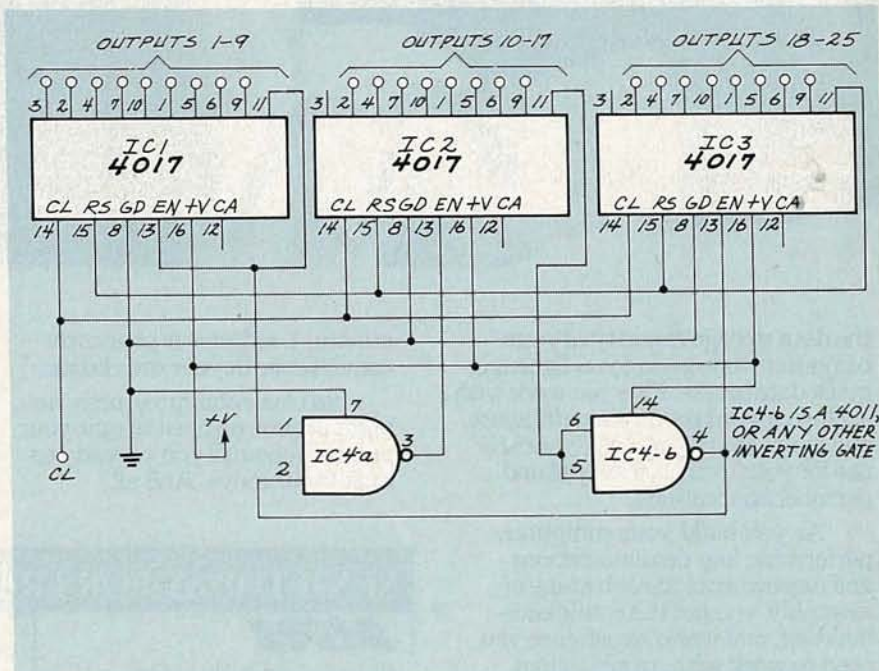 OUTPUTS 1-9 OUTPUTS 10-17 OUTPUTS 18-25
3 2 4 7 10 1 5 6 9 11 3 2 4 7 10 1 5 6 9 11 3 2 4 7 10 1 5 6 9 11
IC1 IC2 IC3
4017 4017 4017
CL RS GD EN +V CA CL RS GD EN +V CA CL RS GD EN +V CA
14 15 8 13 16 12 14 15 8 13 16 12 14 15 8 13 16 12
+V
CL
1
2
7
IC4-a
3
6
5
14
IC4-b
4
IC4-b IS A 4011,
OR ANY OTHER
INVERTING GATE